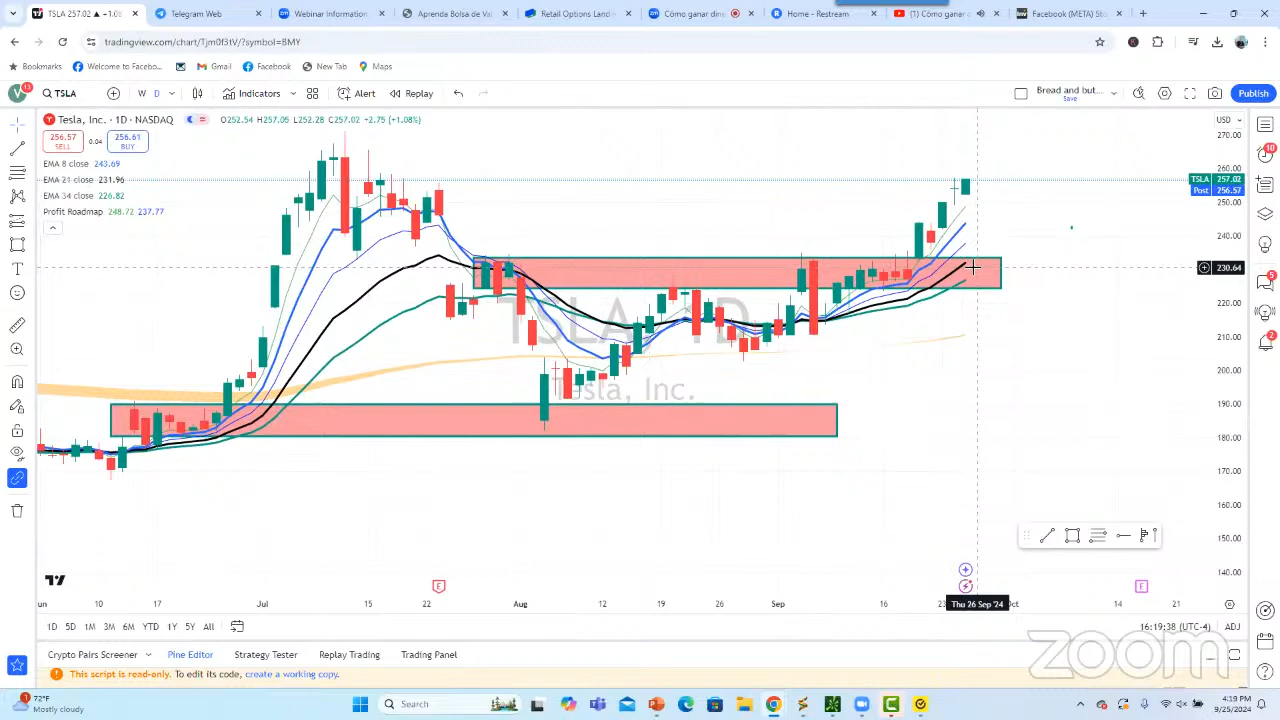 TSLA 257.02 ▲ +1.0
Telegram Web
Webinar Information
Aprenda Bolsa de Val
Retail Options Land
Cómo ganar dine
Home - Restream
(1) Cómo ganar
Facebook (META) St
tradingview.com/chart/Tjm0f3tV/?symbol=BMY
Bookmarks
Welcome to Facebo...
Gmail
Facebook
New Tab
Maps
V
13
TSLA
W
D
Indicators
Alert
Replay
Bread and but...
Save
Publish
Tesla, Inc. · 1D · NASDAQ
O252.54 H257.05 L252.28 C257.02 +2.75 (+1.08%)
256.57
SELL
0.04
256.61
BUY
EMA 8 close 243.69
EMA 21 close 231.96
EMA 34 close 226.82
Profit Roadmap 248.72 237.77
TSLA, 1D
Tesla, Inc.
USD
270.00
260.00
TSLA 257.02
Post 256.57
250.00
240.00
230.64
220.00
210.00
200.00
190.00
180.00
170.00
160.00
150.00
140.00
10
5
2
E
E
un
10
17
Jul
15
22
Aug
12
19
26
Sep
16
23
Thu 26 Sep '24
Oct
14
21
1D
5D
1M
3M
6M
YTD
1Y
5Y
All
16:19:38 (UTC-4)
ADJ
Crypto Pairs Screener
Pine Editor
Strategy Tester
Replay Trading
Trading Panel
This script is read-only. To edit its code, create a working copy.
zoom
1
72°F
Mostly cloudy
Search
4:19 PM
9/25/2024